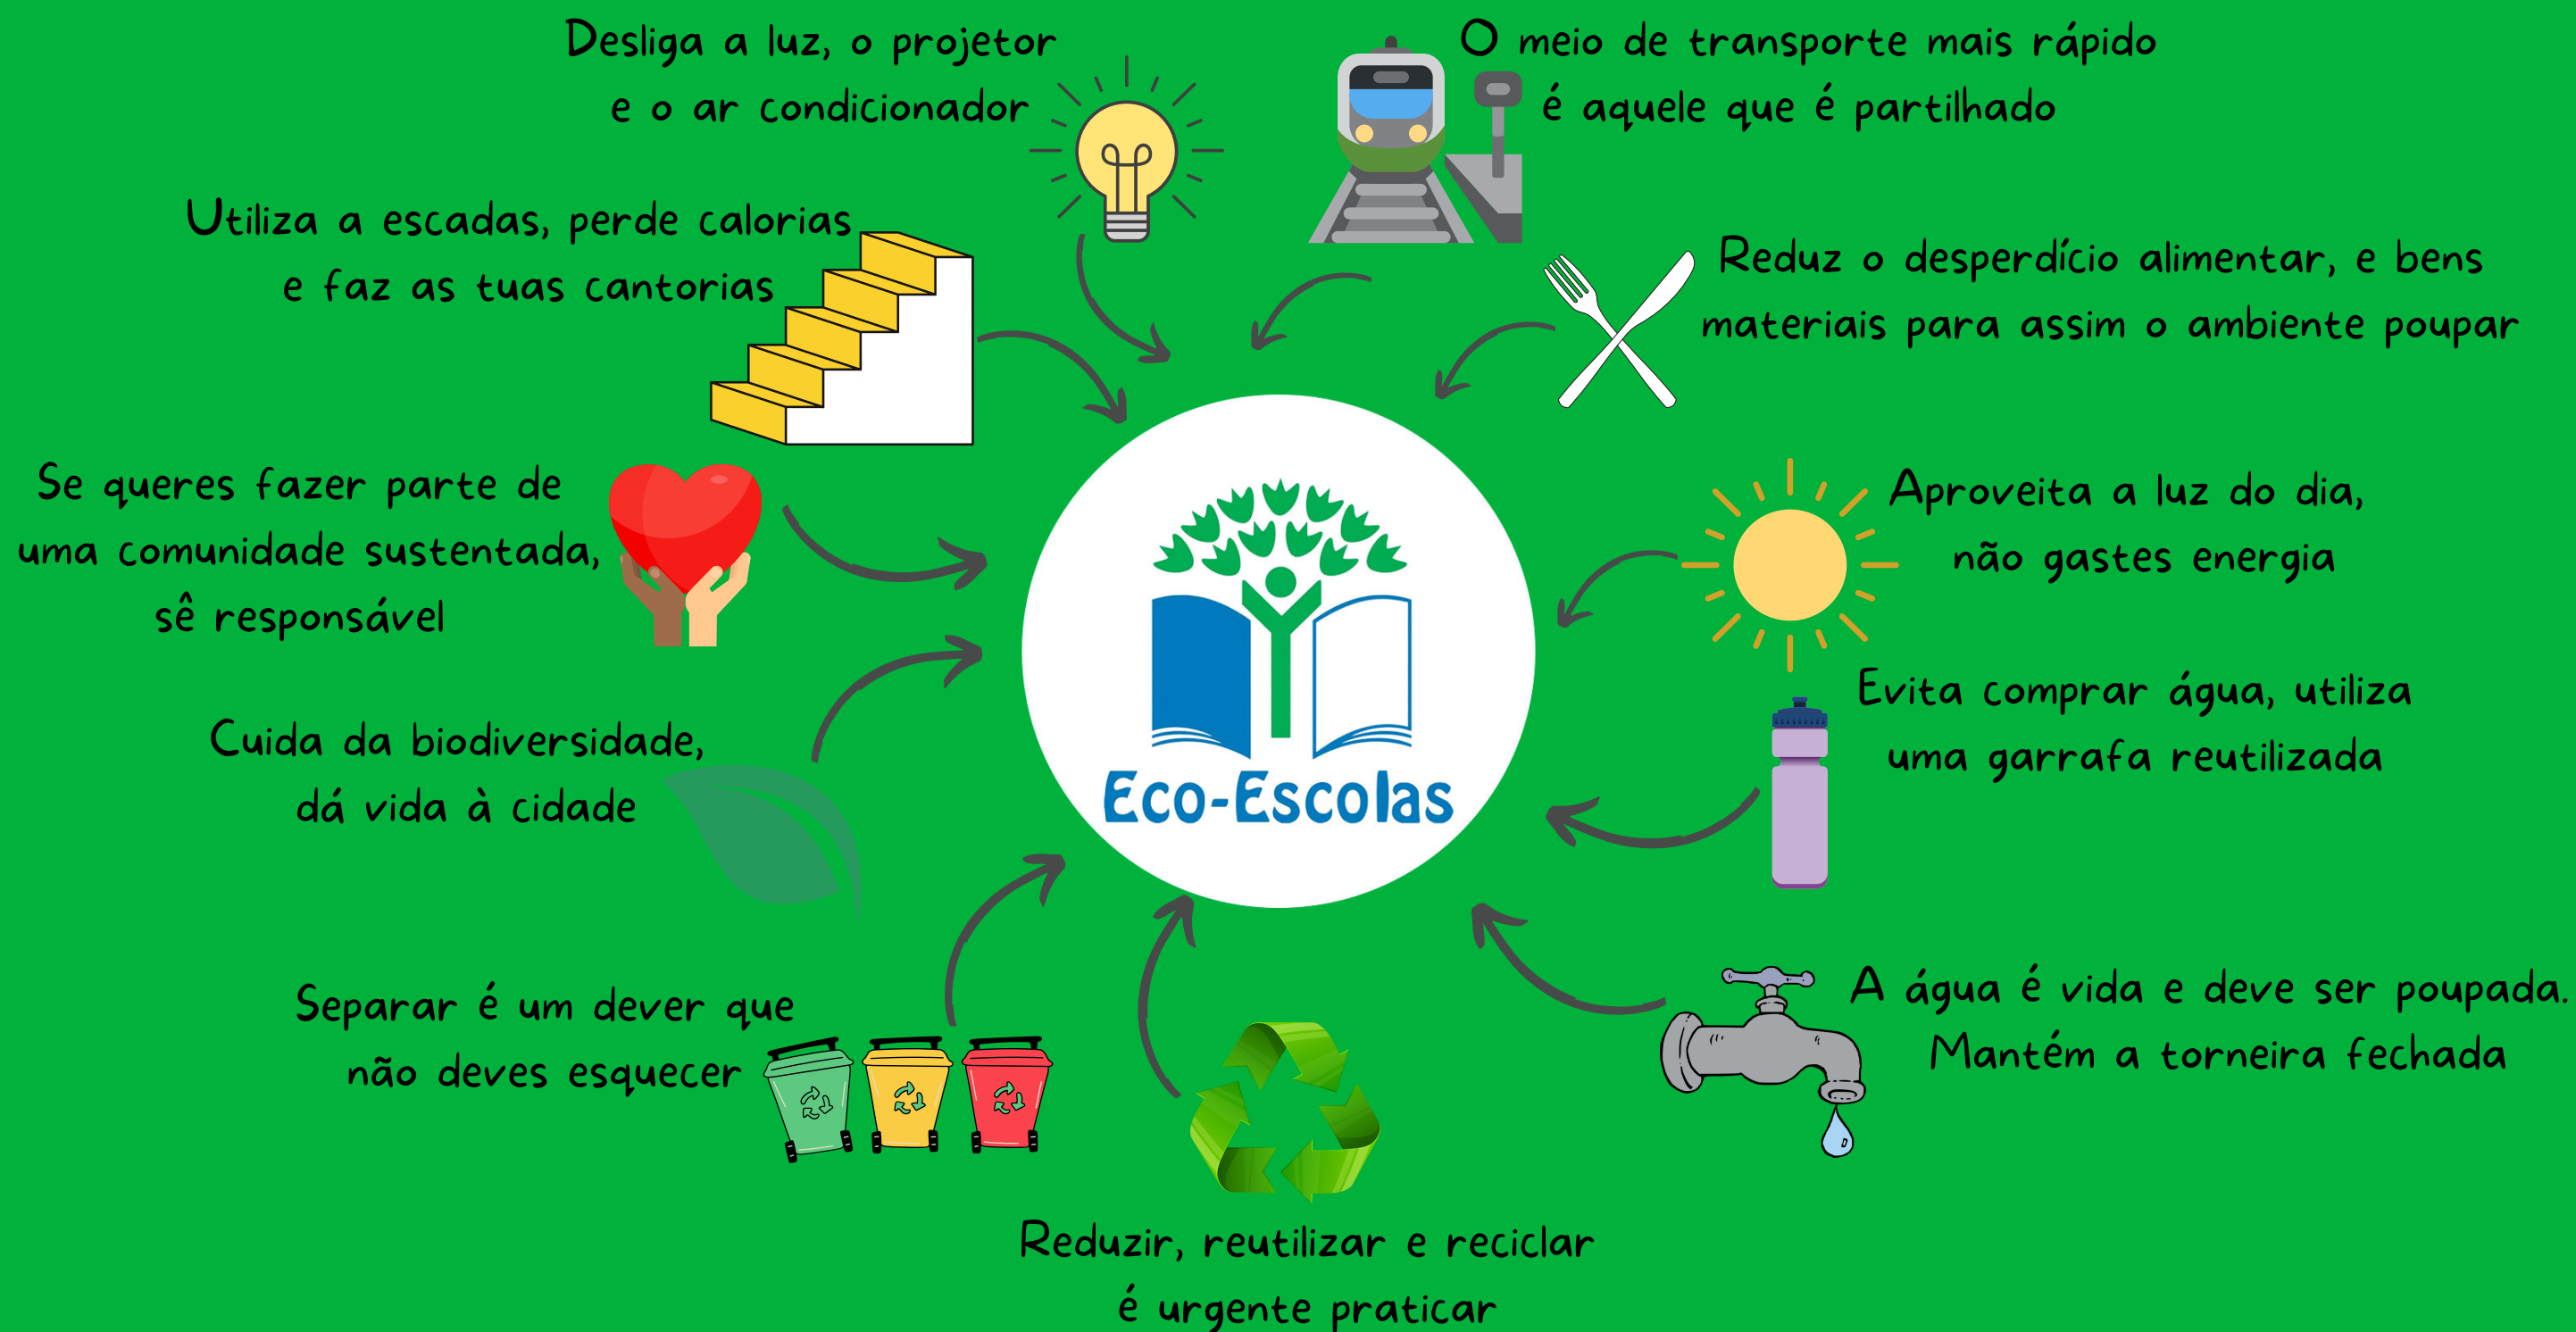 Desliga a luz, o projetor
e o ar condicionador
O meio de transporte mais rápido
é aquele que é partilhado
Utiliza a escadas, perde calorias
e faz as tuas cantorias
Reduz o desperdício alimentar, e bens
materiais para assim o ambiente poupar
Se queres fazer parte de
uma comunidade sustentada,
sê responsável
Aproveita a luz do dia,
não gastes energia
Evita comprar água, utiliza
uma garrafa reutilizada
Cuida da biodiversidade,
dá vida à cidade
Eco-Escolas
Separar é um dever que
não deves esquecer
A água é vida e deve ser poupada.
Mantém a torneira fechada
Reduzir, reutilizar e reciclar
é urgente praticar